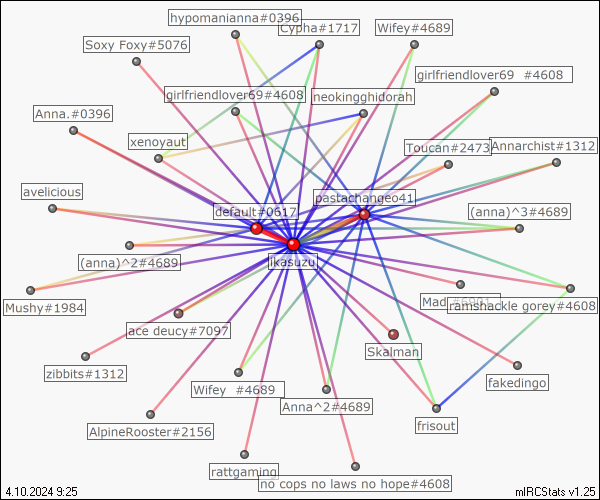 hypomanianna#0396
Cypha#1717
Wifey#4689
Soxy Foxy#5076
girlfriendlover69 #4608
girlfriendlover69#4608
neokingghidorah
Anna.#0396
xenoyaut
Toucan#2473
Annarchist#1312
avelicious
pastachangeo41
default#0617
(anna)^3#4689
(anna)^2#4689
ikasuzu
Mushy#1984
Mad
ramshackle gorey#4608
ace deucy#7097
Skalman
zibbits#1312
fakedingo
Wifey #4689
Anna^2#4689
AlpineRooster#2156
frisout
rattgaming
no cops no laws no hope#4608
4.10.2024 9:25
mIRCStats v1.25